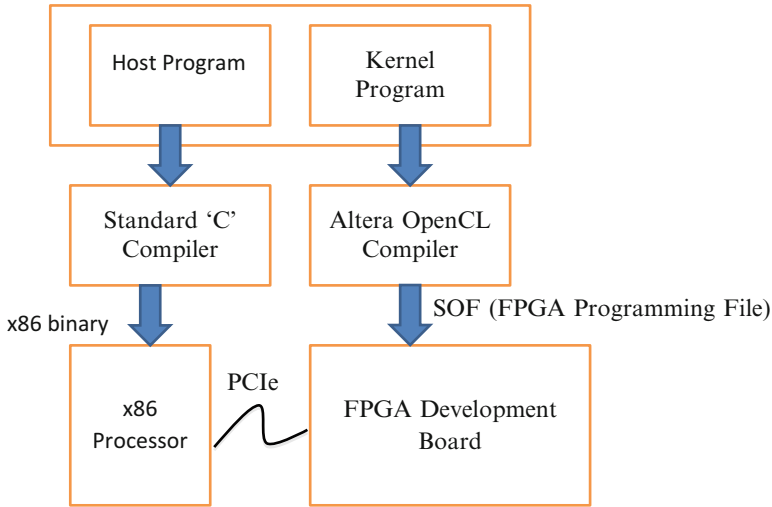 Host Program
Kernel
Program
Standard ‘C’
Compiler
Altera OpenCL
Compiler
x86 binary
SOF (FPGA Programming File)
PCIe
x86
Processor
FPGA Development
Board